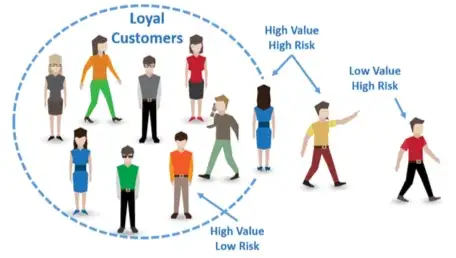 Loyal
Customers
High Value
High Risk
Low Value
High Risk
High Value
Low Risk